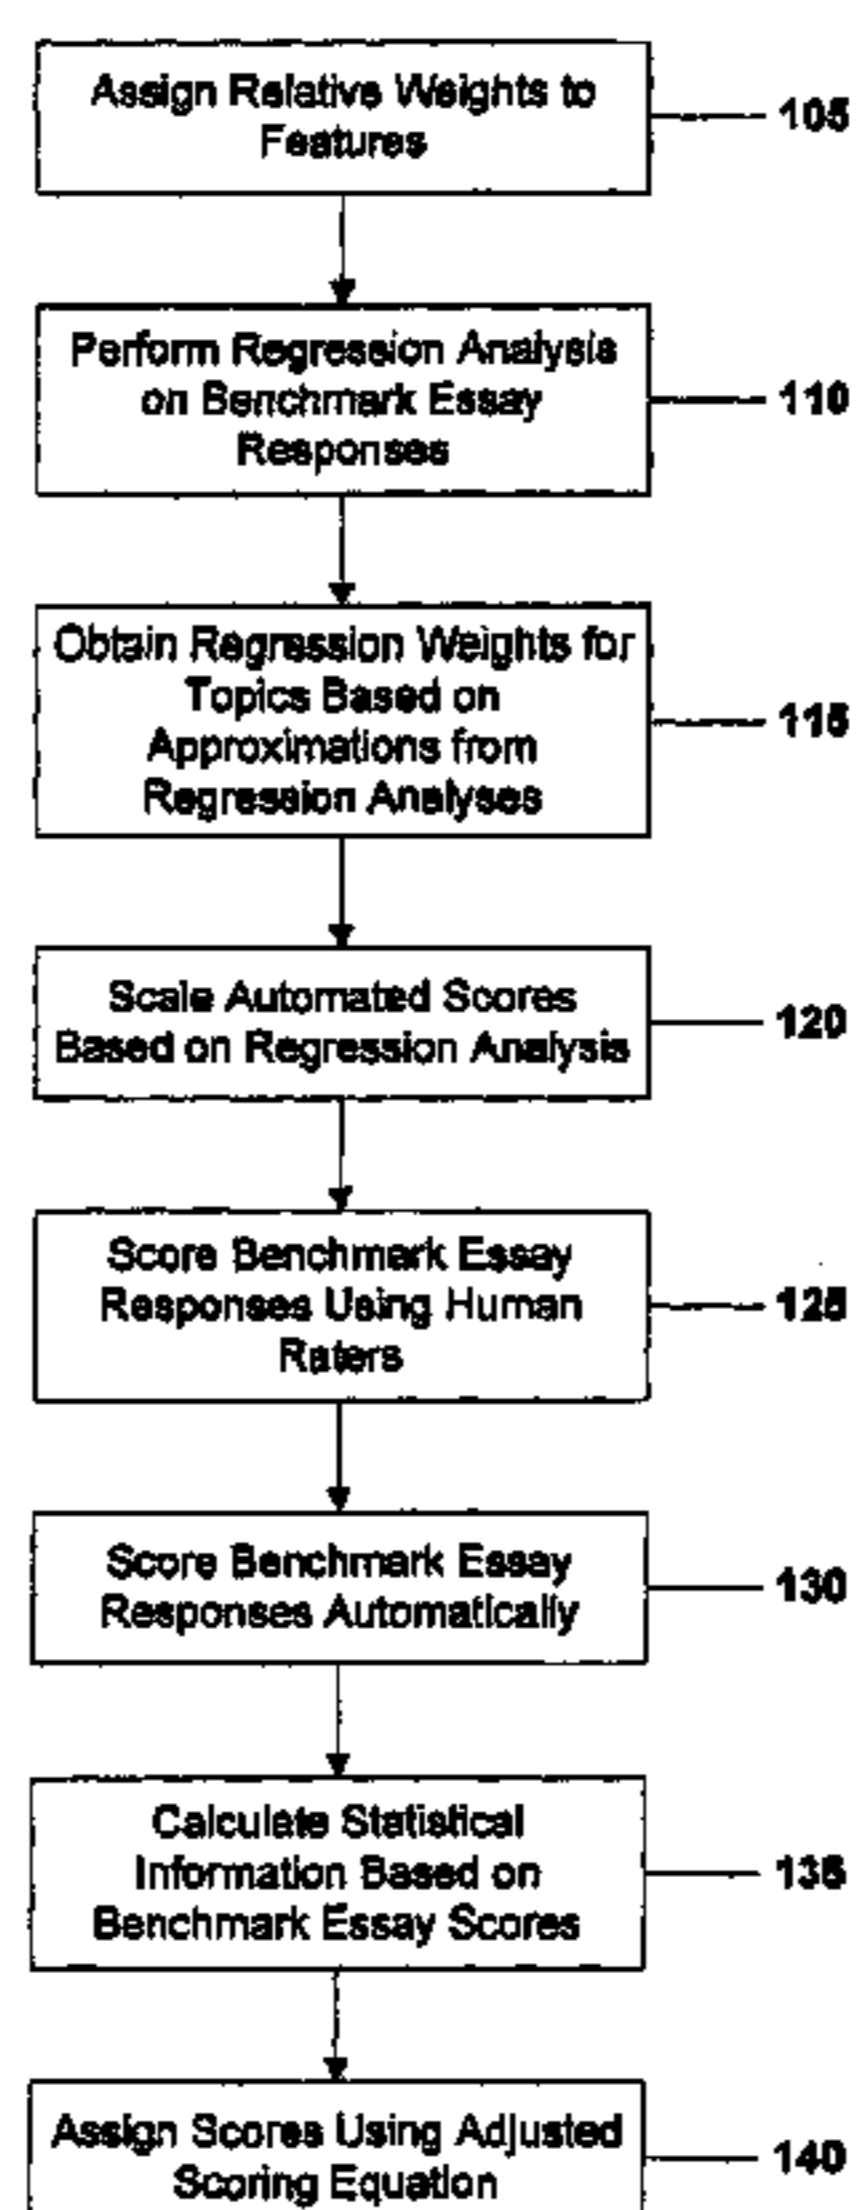 Assign Relative Weights to
Features
105
Perform Regression Analysis
on Benchmark Essay
Responses
110
Obtain Regression Weights for
Topics Based on
Approximations from
Regression Analyses
115
Scale Automated Scores
Based on Regression Analysis
120
Score Benchmark Essay
Responses Using Human
Raters
125
Score Benchmark Essay
Responses Automatically
130
Calculate Statistical
Information Based on
Benchmark Essay Scores
135
Assign Scores Using Adjusted
Scoring Equation
140